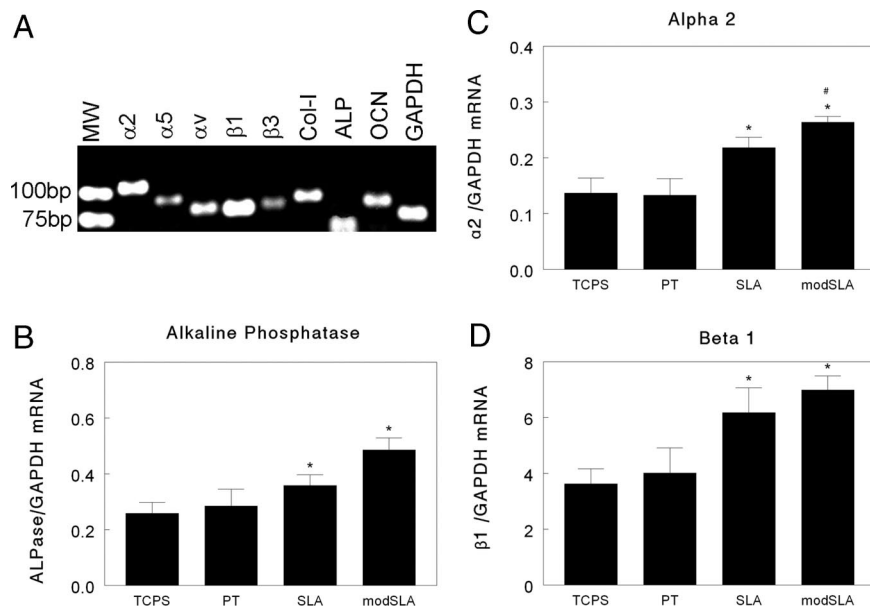 A
MW α2 α5 αv β1 β3 Col-I ALP OCN GAPDH
100bp
75bp
B
Alkaline Phosphatase
ALPase/GAPDH mRNA
0.8
0.6
0.4
0.2
0.0
* *
TCPS PT SLA modSLA
C
Alpha 2
α2 /GAPDH mRNA
0.4
0.3
0.2
0.1
0.0
#
* *
TCPS PT SLA modSLA
D
Beta 1
β1 /GAPDH mRNA
8
6
4
2
0
* *
TCPS PT SLA modSLA